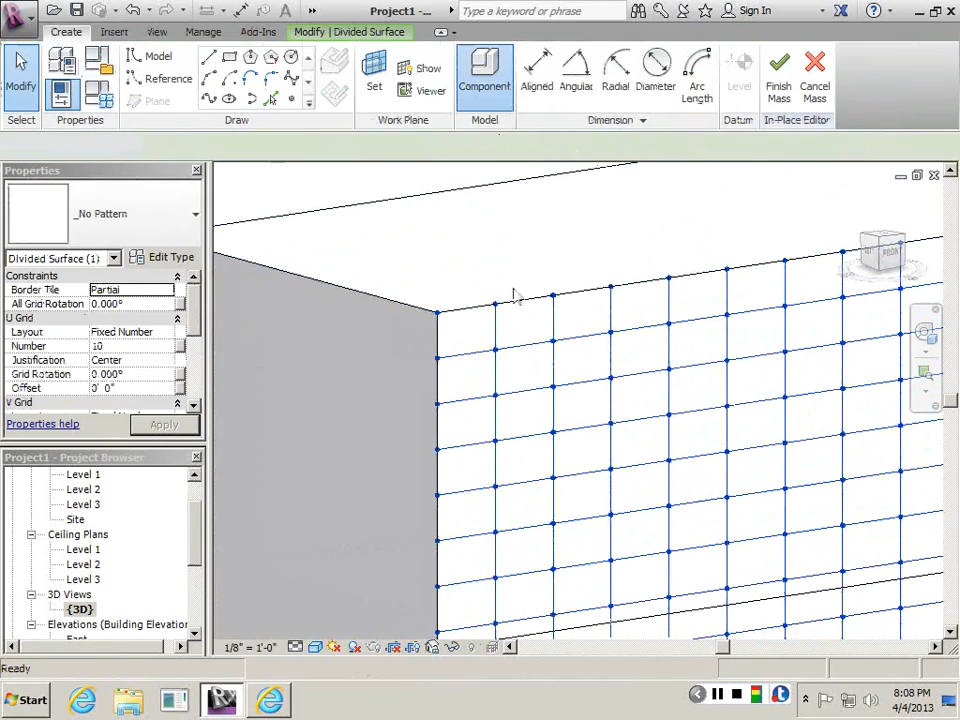 Project1 -...
Type a keyword or phrase
Sign In
Create
Insert
View
Manage
Add-Ins
Modify | Divided Surface
Modify
Model
Reference
Plane
Set
Show
Viewer
Component
Aligned
Angular
Radial
Diameter
Arc
Length
Level
Finish
Mass
Cancel
Mass
Select
Properties
Draw
Work Plane
Model
Dimension
Datum
In-Place Editor
Properties
_No Pattern
Divided Surface (1)
Edit Type
Constraints
Border Tile
Partial
All Grid Rotation
0.000°
U Grid
Layout
Fixed Number
Number
10
Justification
Center
Grid Rotation
0.000°
Offset
0' 0"
V Grid
Properties help
Apply
Project1 - Project Browser
Level 1
Level 2
Level 3
Site
Ceiling Plans
Level 1
Level 2
Level 3
3D Views
{3D}
Elevations (Building Elevation
FRONT
1/8" = 1'-0"
Ready
Start
8:08 PM
4/4/2013